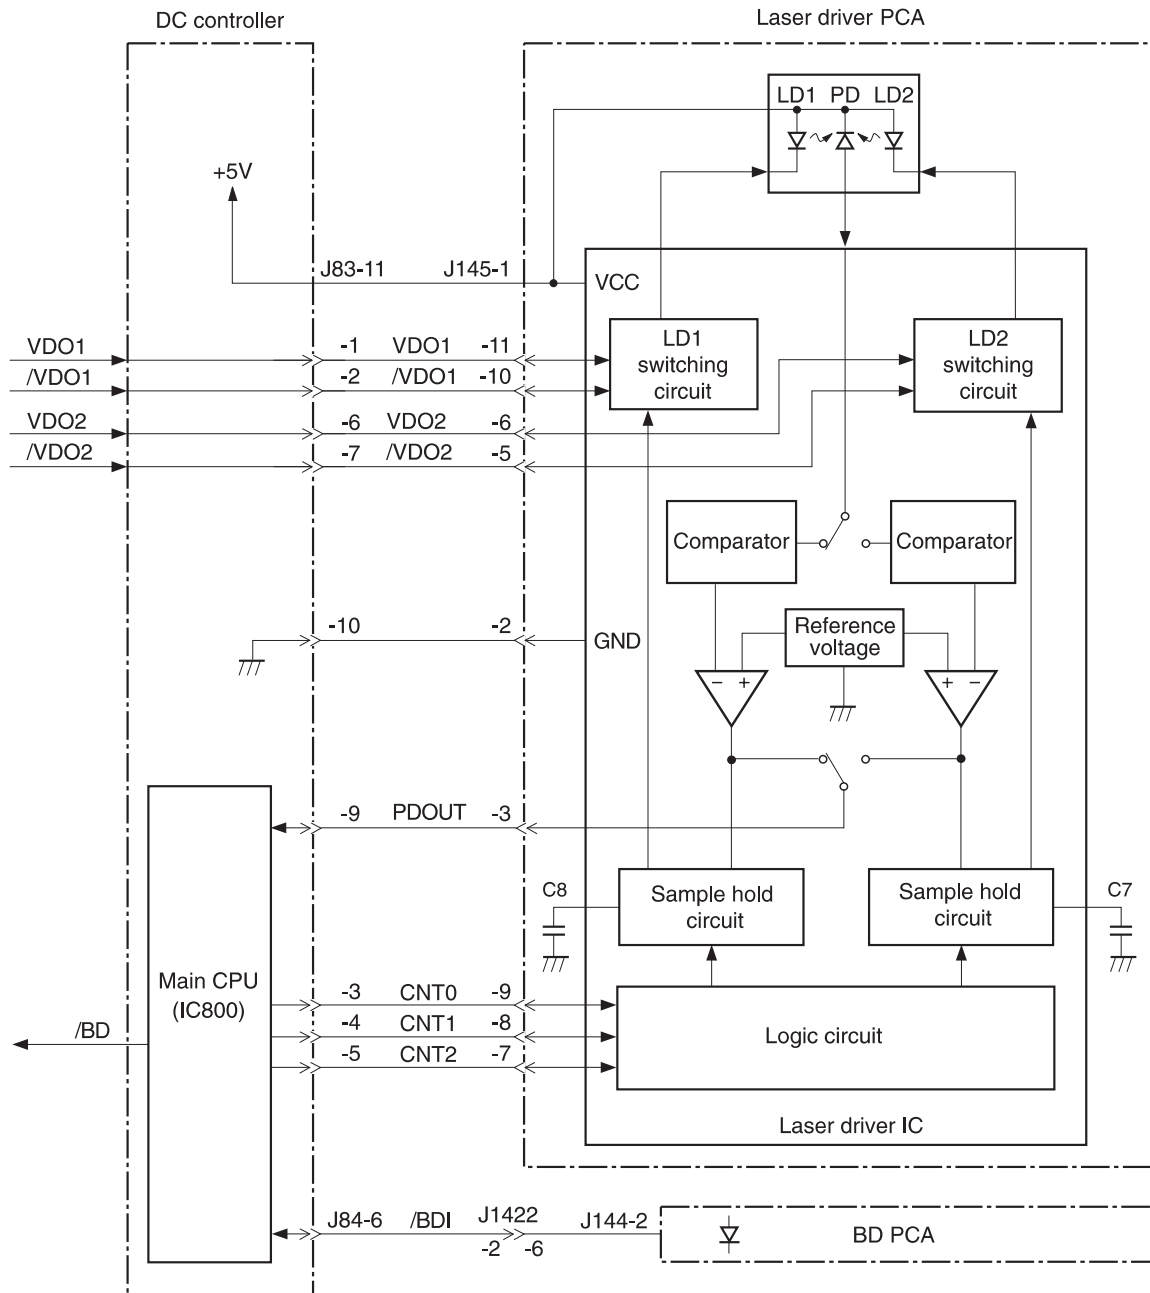 DC controller
Laser driver PCA
LD1 PD LD2
+5V
J83-11 J145-1
VCC
VDO1 -1 VDO1 -11
/VDO1 -2 /VDO1 -10
VDO2 -6 VDO2 -6
/VDO2 -7 /VDO2 -5
LD1
switching
circuit
LD2
switching
circuit
Comparator
Comparator
-10 -2
GND
Reference
voltage
− +
+ −
-9 PDOUT -3
C8
Sample hold
circuit
Sample hold
circuit
C7
Main CPU
(IC800)
/BD
-3 CNT0 -9
-4 CNT1 -8
-5 CNT2 -7
Logic circuit
Laser driver IC
J84-6 /BDI J1422 J144-2
-2 -6
BD PCA